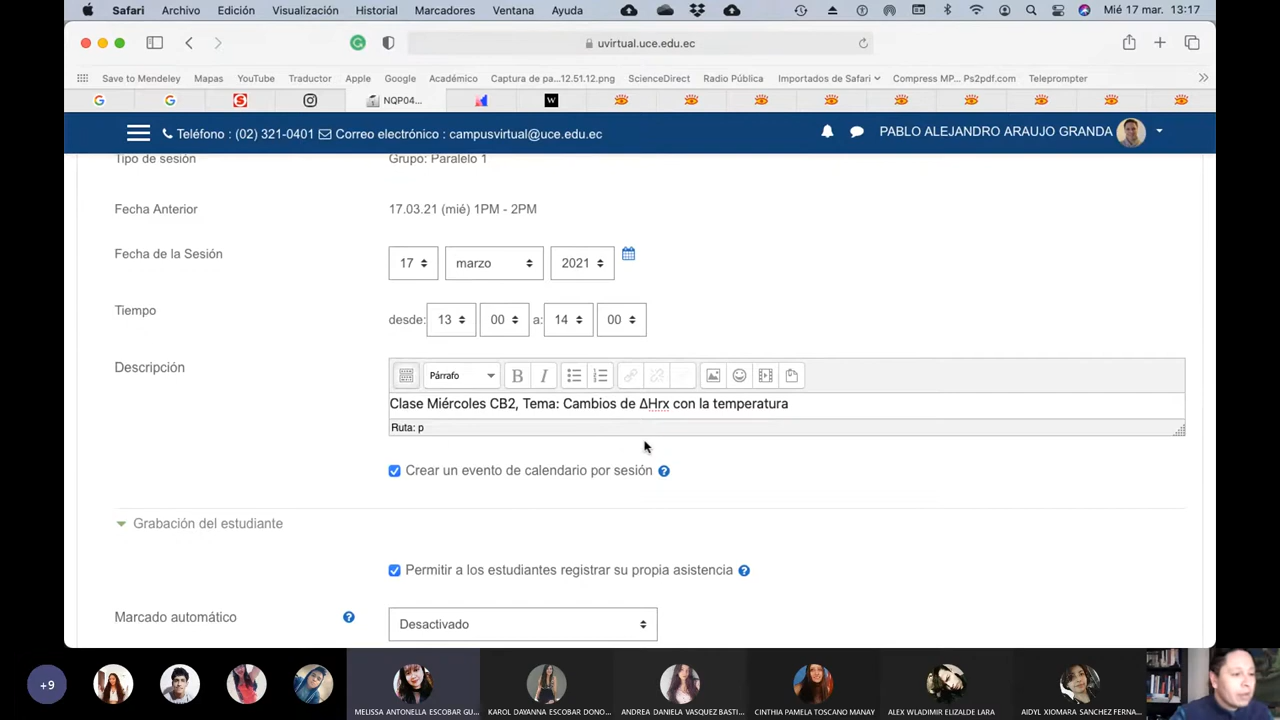 Safari Archivo Edición Visualización Historial Marcadores Ventana Ayuda Mié 17 mar. 13:17
uvirtual.uce.edu.ec
Save to Mendeley Mapas YouTube Traductor Apple Google Académico Captura de pa...12.51.12.png ScienceDirect Radio Pública Importados de Safari Compress MP... Ps2pdf.com Teleprompter
NQP04...
Teléfono : (02) 321-0401 Correo electrónico : campusvirtual@uce.edu.ec PABLO ALEJANDRO ARAUJO GRANDA
Tipo de sesión Grupo: Paralelo 1
Fecha Anterior 17.03.21 (mié) 1PM - 2PM
Fecha de la Sesión 17 marzo 2021
Tiempo desde: 13 00 a: 14 00
Descripción Párrafo B I
Clase Miércoles CB2, Tema: Cambios de ΔHrx con la temperatura
Ruta: p
Crear un evento de calendario por sesión
Grabación del estudiante
Permitir a los estudiantes registrar su propia asistencia
Marcado automático Desactivado
+9 MELISSA ANTONELLA ESCOBAR GU... KAROL DAYANNA ESCOBAR DONO... ANDREA DANIELA VASQUEZ BASTI... CINTHIA PAMELA TOSCANO MANAY ALEX WLADIMIR ELIZALDE LARA AIDYL XIOMARA SANCHEZ FERNA...